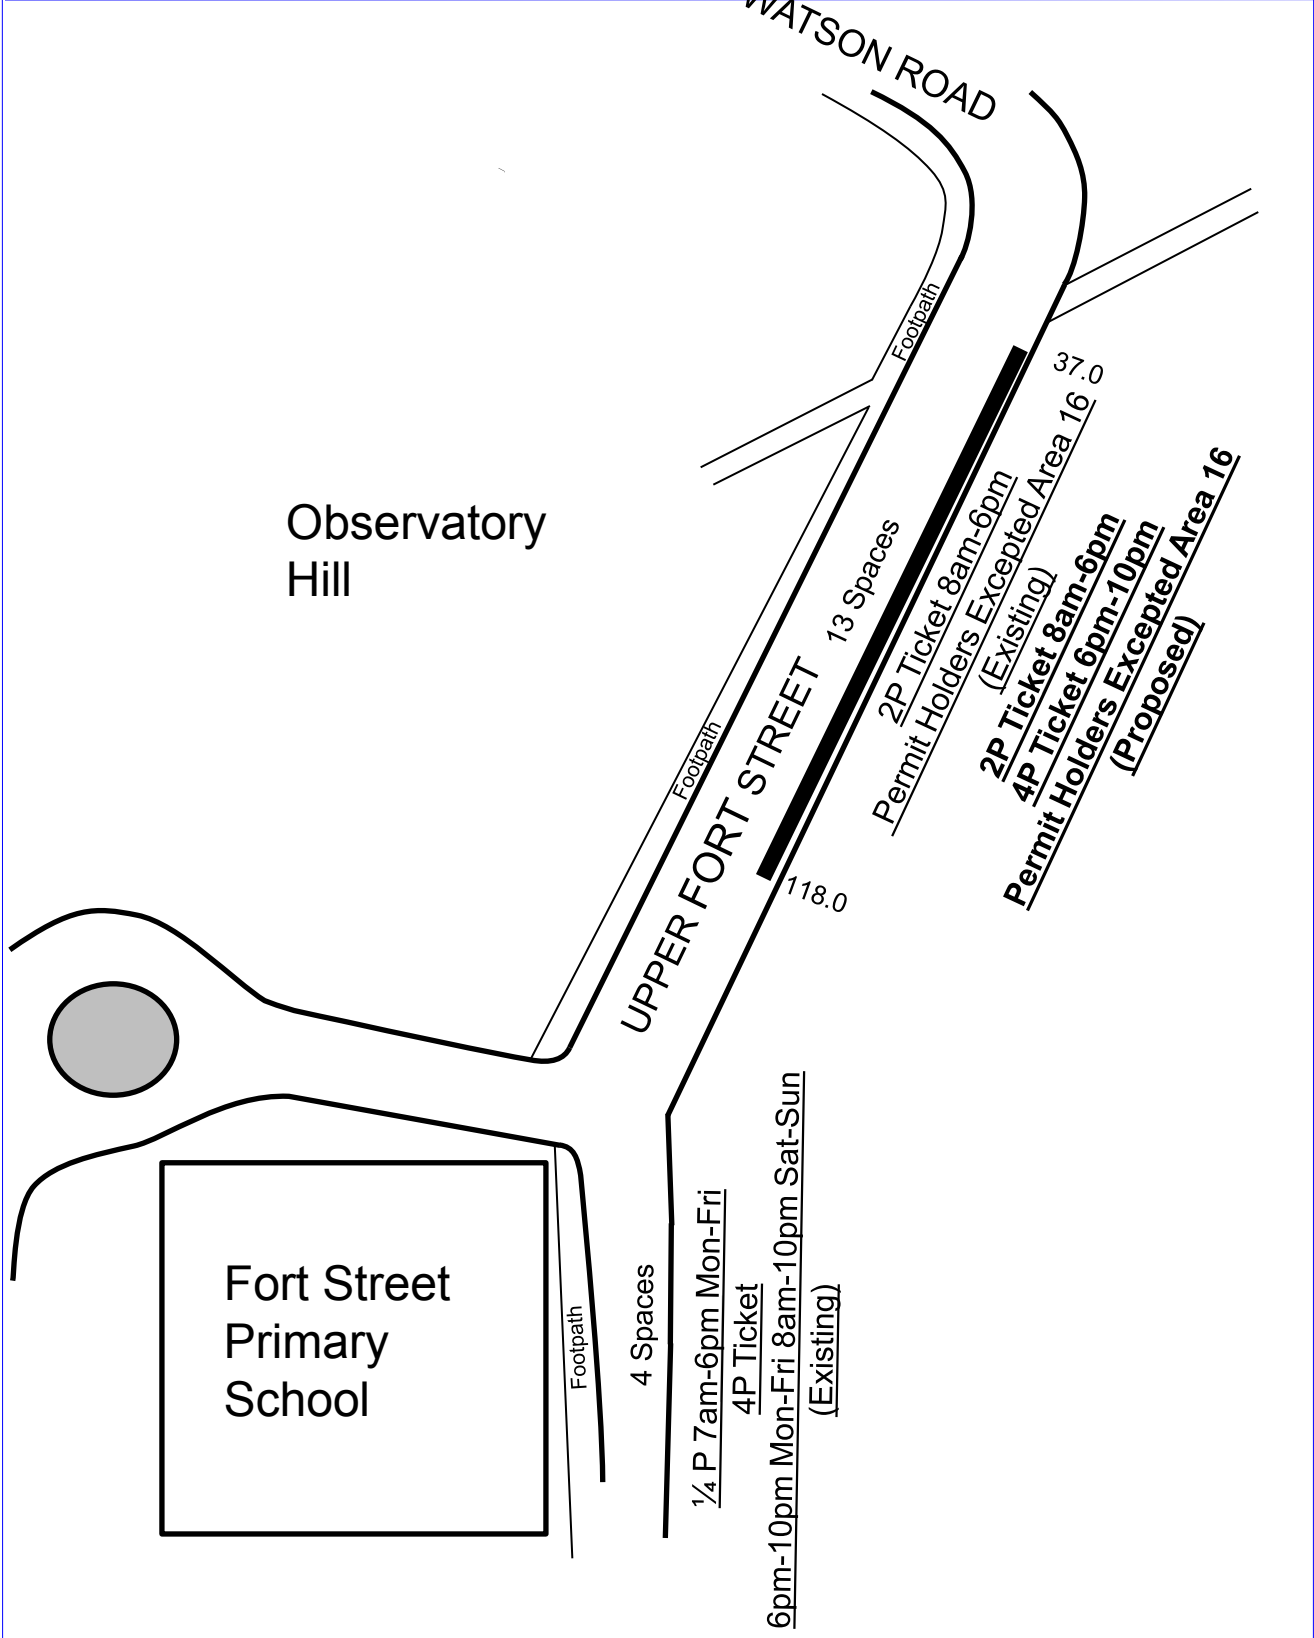 WATSON ROAD
Footpath
37.0
2P Ticket 8am-6pm
Permit Holders Excepted Area 16
(Existing)
2P Ticket 8am-6pm
4P Ticket 6pm-10pm
Permit Holders Excepted Area 16
(Proposed)
13 Spaces
Observatory
Hill
Footpath
UPPER FORT STREET
118.0
Fort Street
Primary
School
Footpath
4 Spaces
¼ P 7am-6pm Mon-Fri
4P Ticket
6pm-10pm Mon-Fri 8am-10pm Sat-Sun
(Existing)